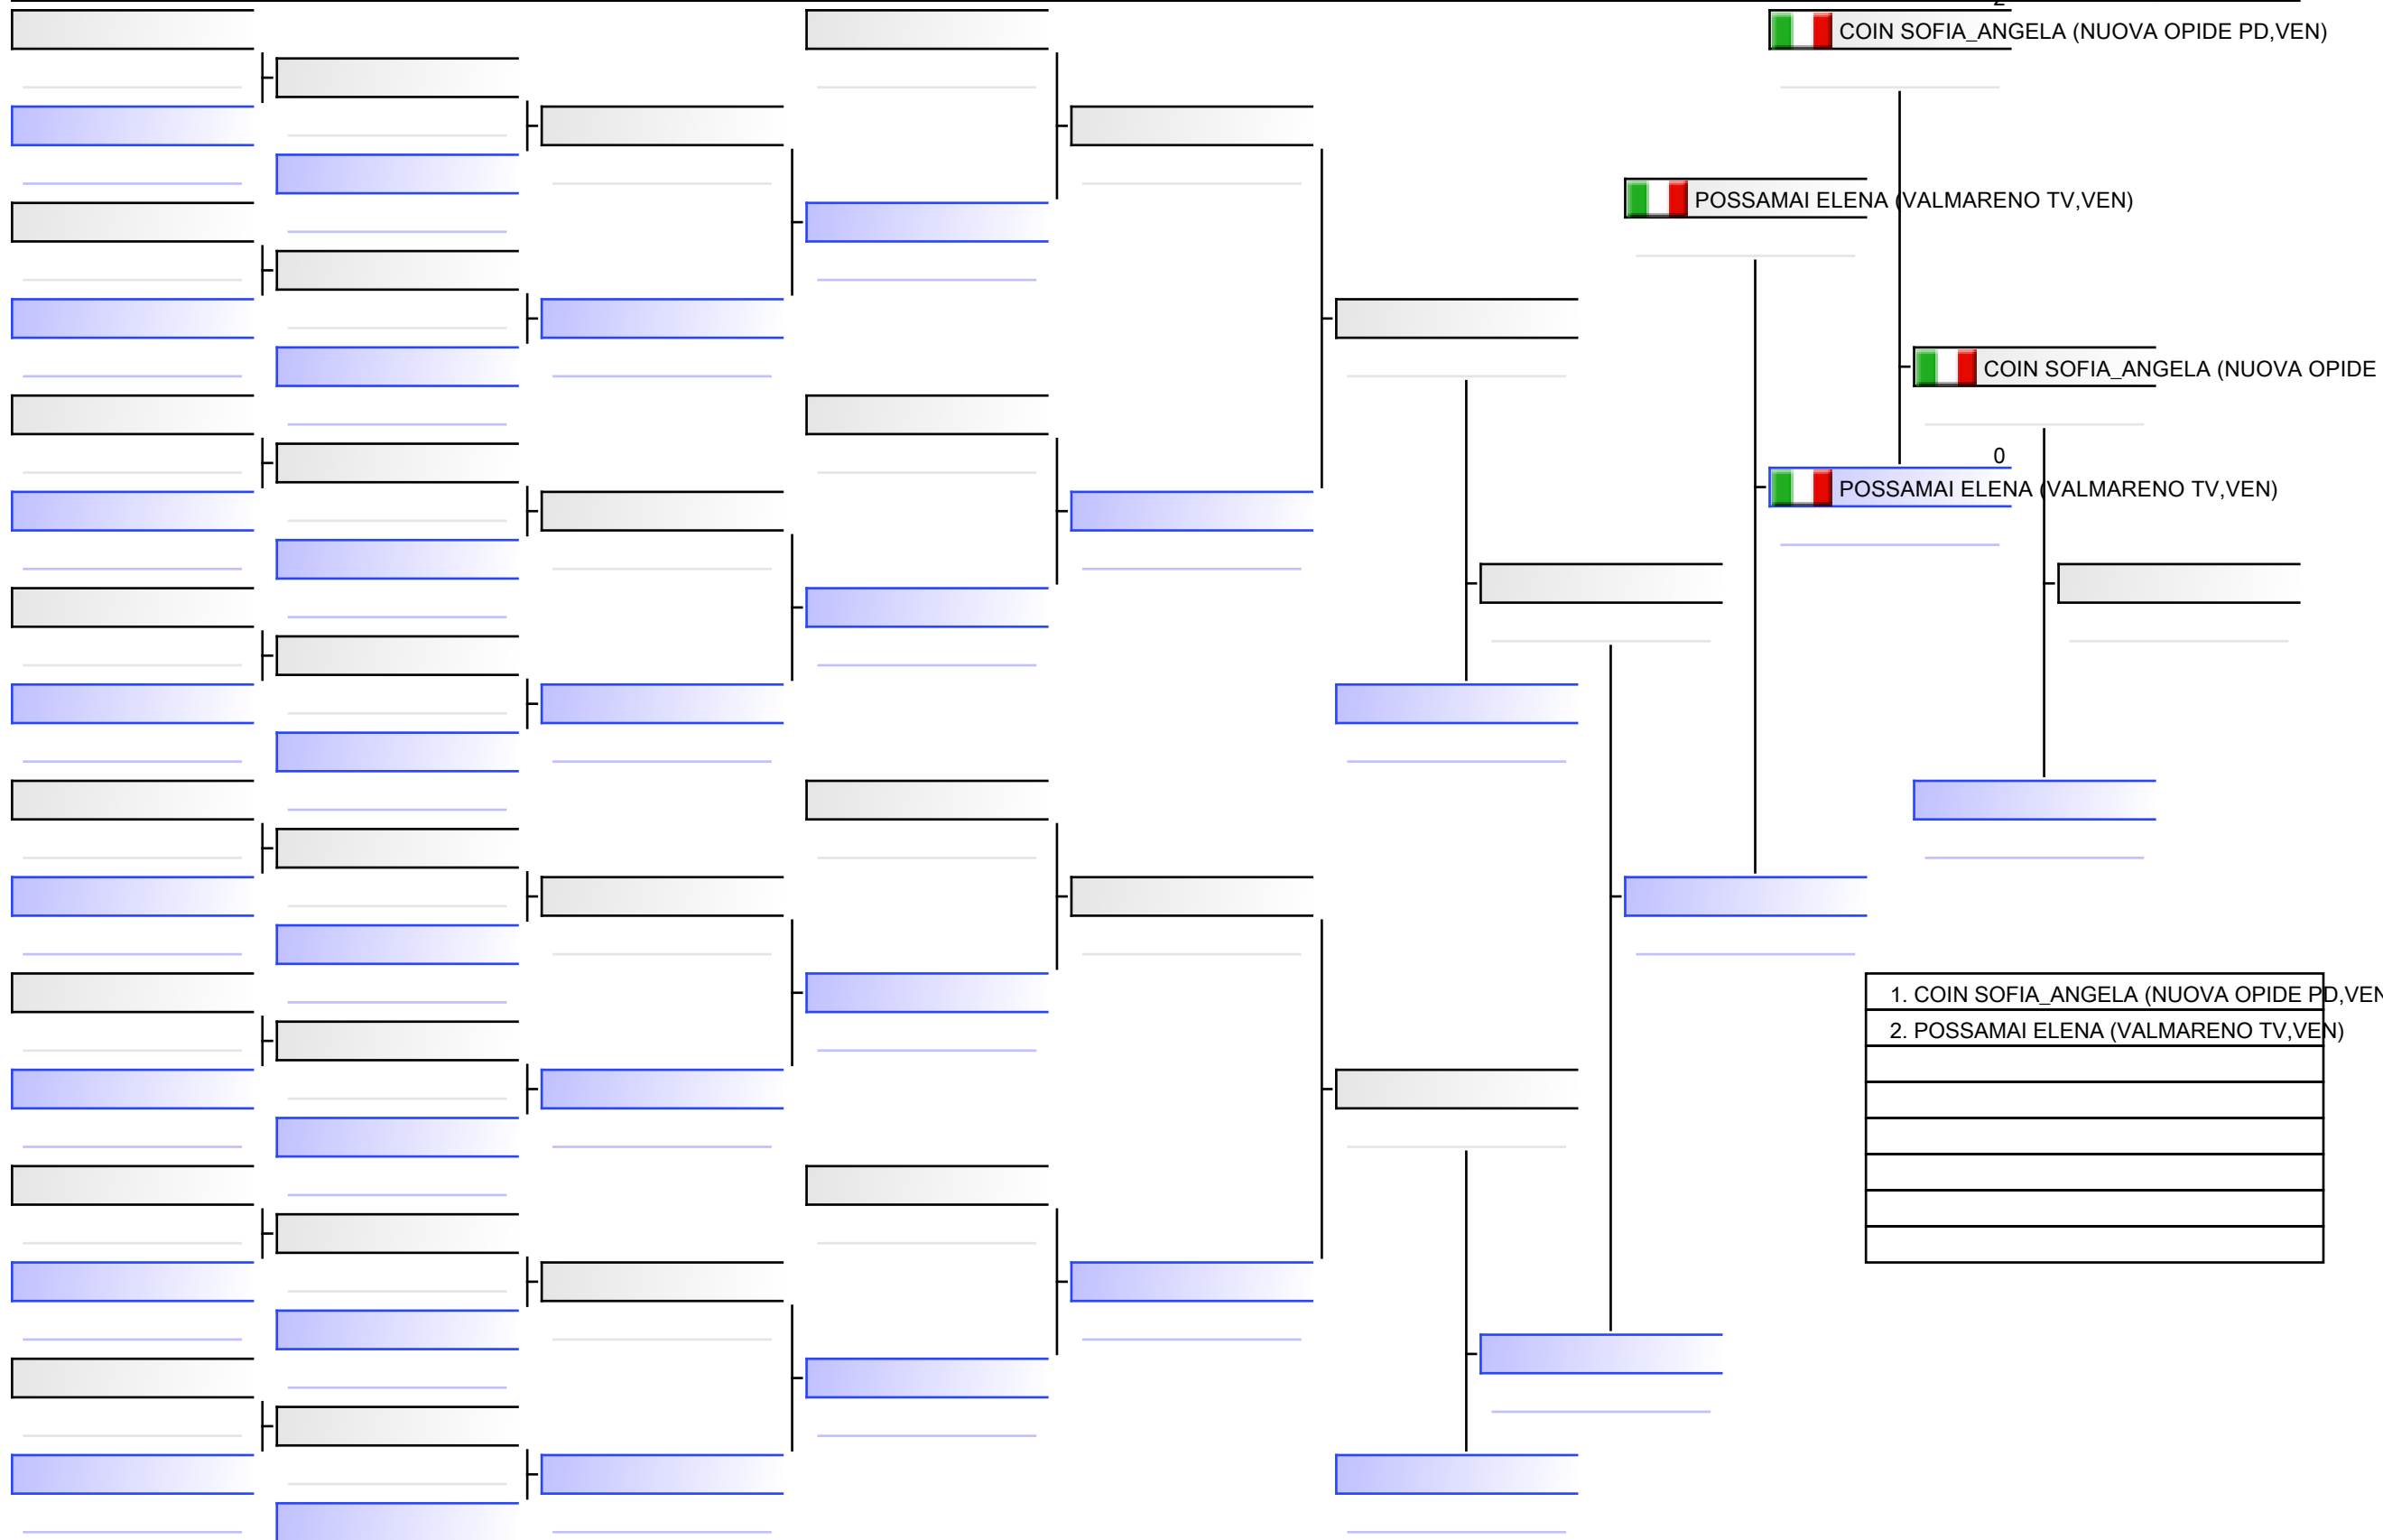 2
COIN SOFIA_ANGELA (NUOVA OPIDE PD,VEN)
POSSAMAI ELENA (VALMARENO TV,VEN)
COIN SOFIA_ANGELA (NUOVA OPIDE
0
POSSAMAI ELENA (VALMARENO TV,VEN)
1. COIN SOFIA_ANGELA (NUOVA OPIDE PD,VEN
2. POSSAMAI ELENA (VALMARENO TV,VEN)